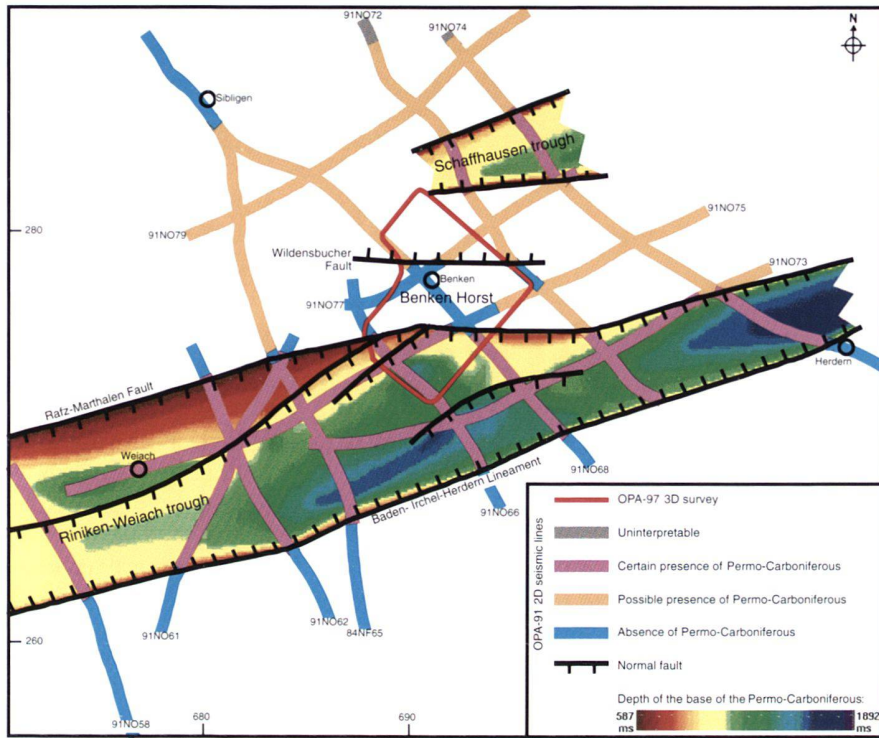 91NO72
91NO74
N
Sibligen
Schaffhausen trough
91NO79
280
91NO75
Wildensbucher
Fault
91NO73
Benken
Benken Horst
91NO77
Herdern
Rafz-Marthalen Fault
Weiach
91NO68
Baden-Irchel-Herdern Lineament
91NO66
Riniken-Weiach trough
OPA-91 2D seismic lines
OPA-97 3D survey
Uninterpretable
Certain presence of Permo-Carboniferous
Possible presence of Permo-Carboniferous
Absence of Permo-Carboniferous
Normal fault
Depth of the base of the Permo-Carboniferous:
587
ms
1892
ms
91NO62
91NO61
84NF65
260
91NO58
680
690